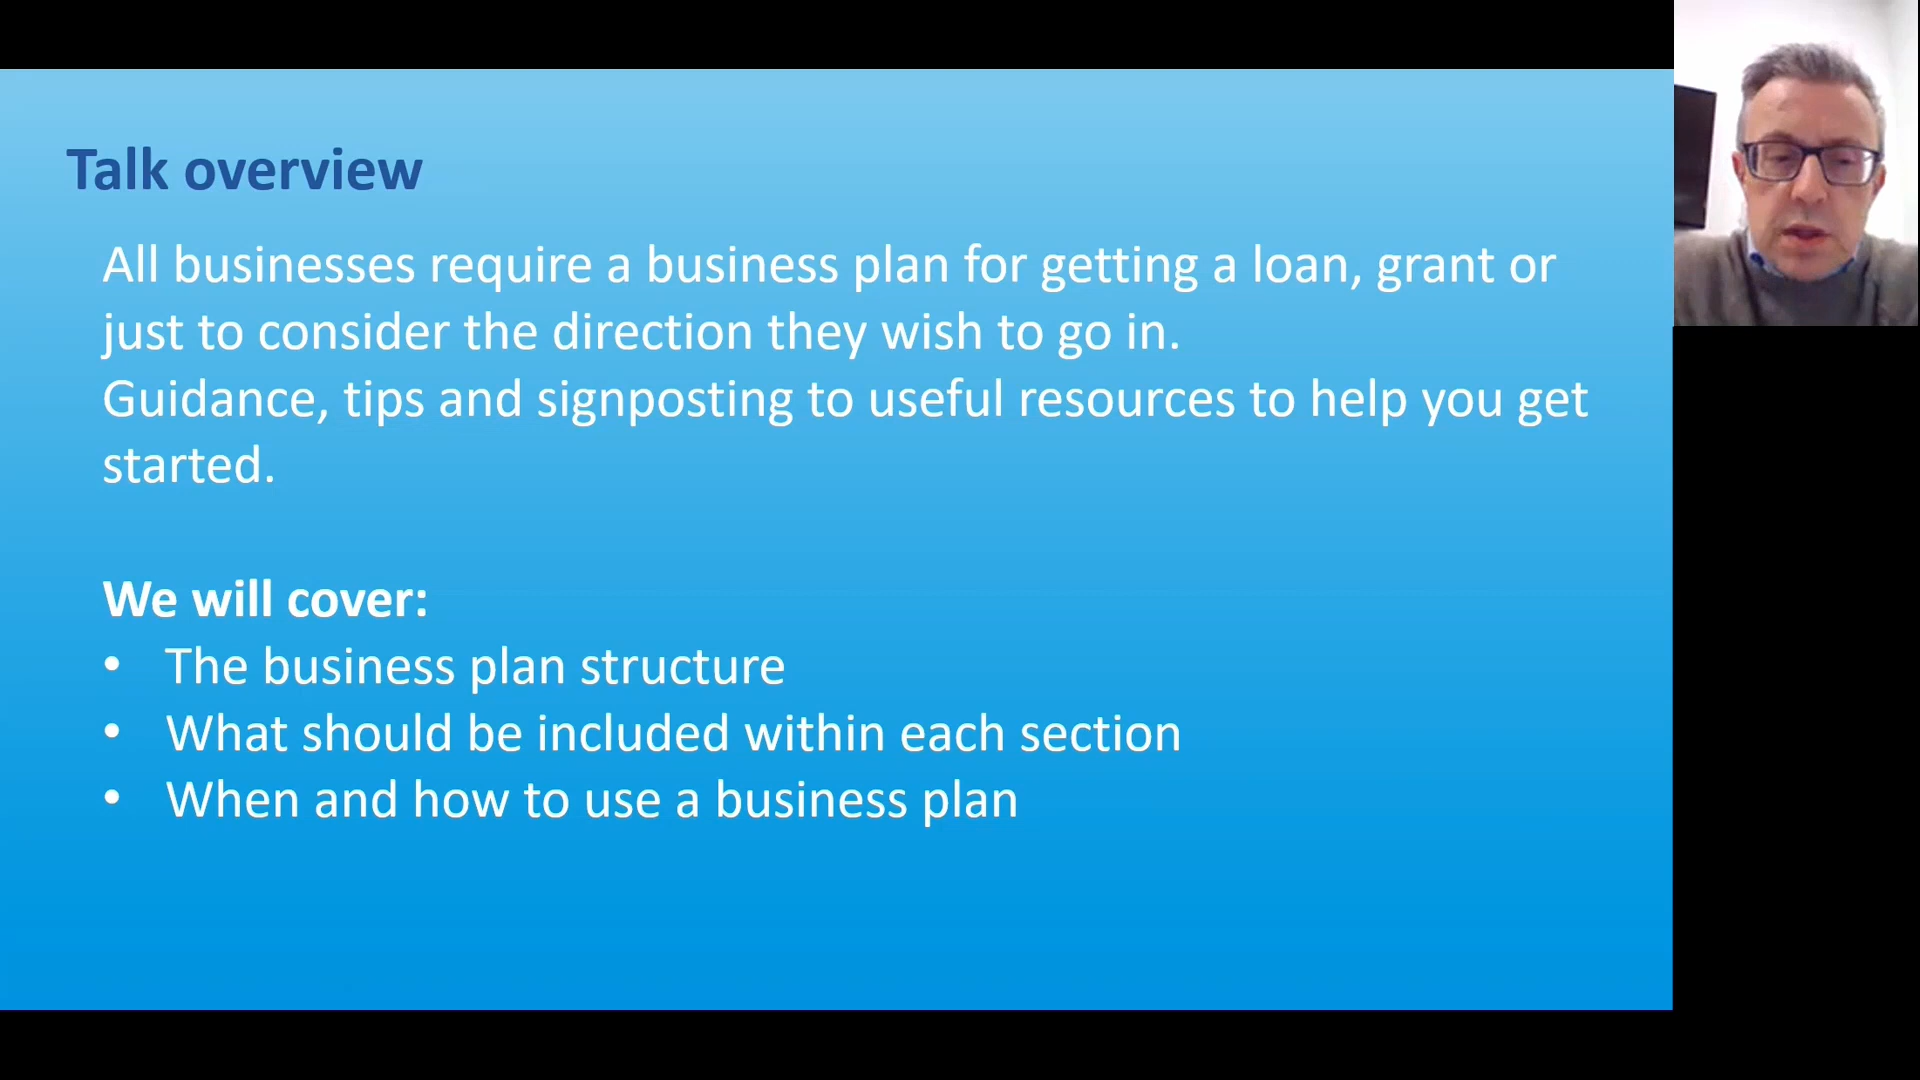 Talk overview
All businesses require a business plan for getting a loan, grant or
just to consider the direction they wish to go in.
Guidance, tips and signposting to useful resources to help you get
started.
We will cover:
• The business plan structure
• What should be included within each section
• When and how to use a business plan